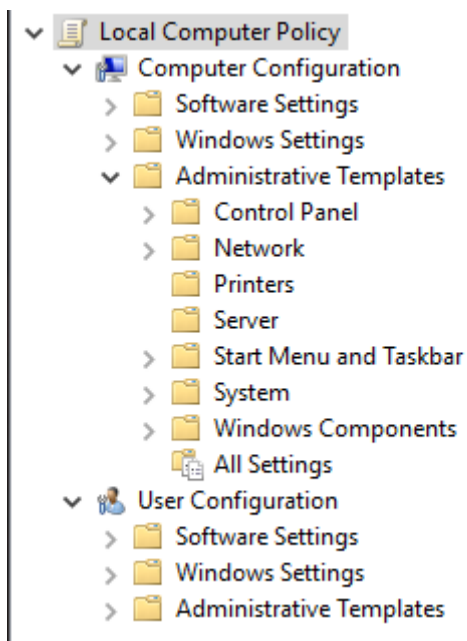 Local Computer Policy
Computer Configuration
Software Settings
Windows Settings
Administrative Templates
Control Panel
Network
Printers
Server
Start Menu and Taskbar
System
Windows Components
All Settings
User Configuration
Software Settings
Windows Settings
Administrative Templates